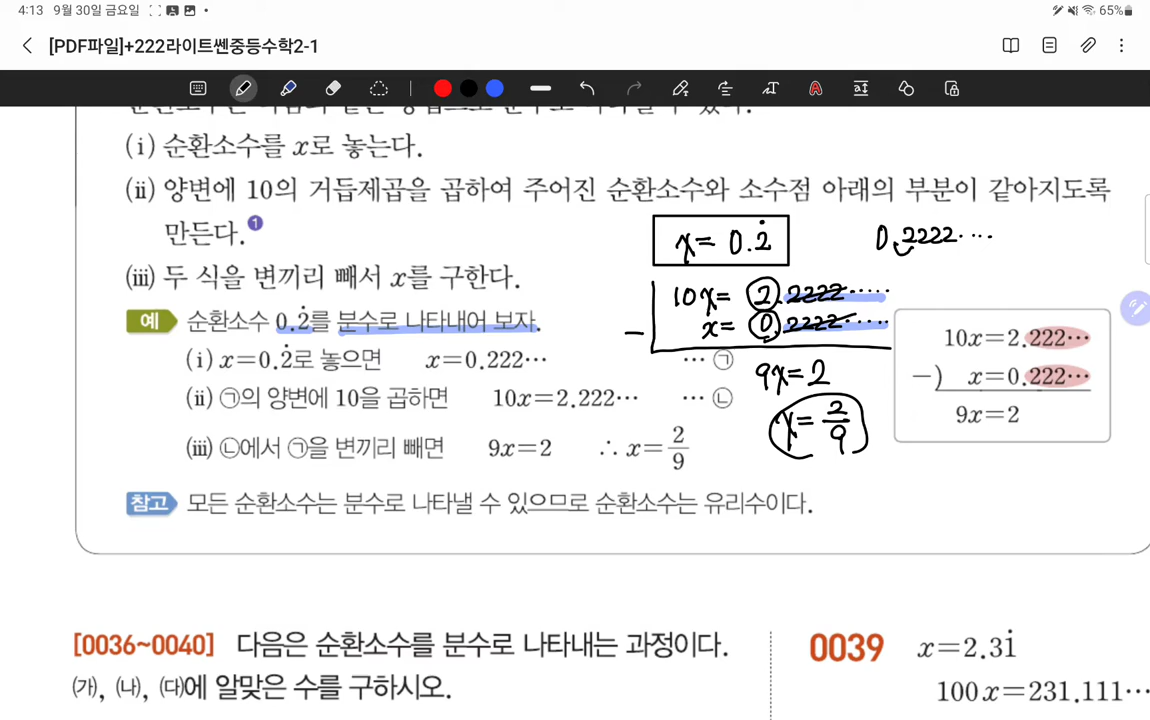 4:13 9월 30일 금요일
65%
[PDF파일]+222라이트쎈중등수학2-1
(ⅰ) 순환소수를 x로 놓는다.
(ⅱ) 양변에 10의 거듭제곱을 곱하여 주어진 순환소수와 소수점 아래의 부분이 같아지도록
만든다.❶
x=0.2̇
0.2222·····
(ⅲ) 두 식을 변끼리 빼서 x를 구한다.
10x=2.2222·····
예 순환소수 0.2̇를 분수로 나타내어 보자.
− x=0.2222·····
10x=2.222···
(ⅰ) x=0.2̇로 놓으면 x=0.222··· ··· ㉠
9x=2
−) x=0.222···
(ⅱ) ㉠의 양변에 10을 곱하면 10x=2.222··· ··· ㉡
x=2/9
9x=2
(ⅲ) ㉡에서 ㉠을 변끼리 빼면 9x=2 ∴ x=2/9
참고 모든 순환소수는 분수로 나타낼 수 있으므로 순환소수는 유리수이다.
[0036~0040] 다음은 순환소수를 분수로 나타내는 과정이다.
㈎, ㈏, ㈐에 알맞은 수를 구하시오.
0039 x=2.31̇
100x=231.111···